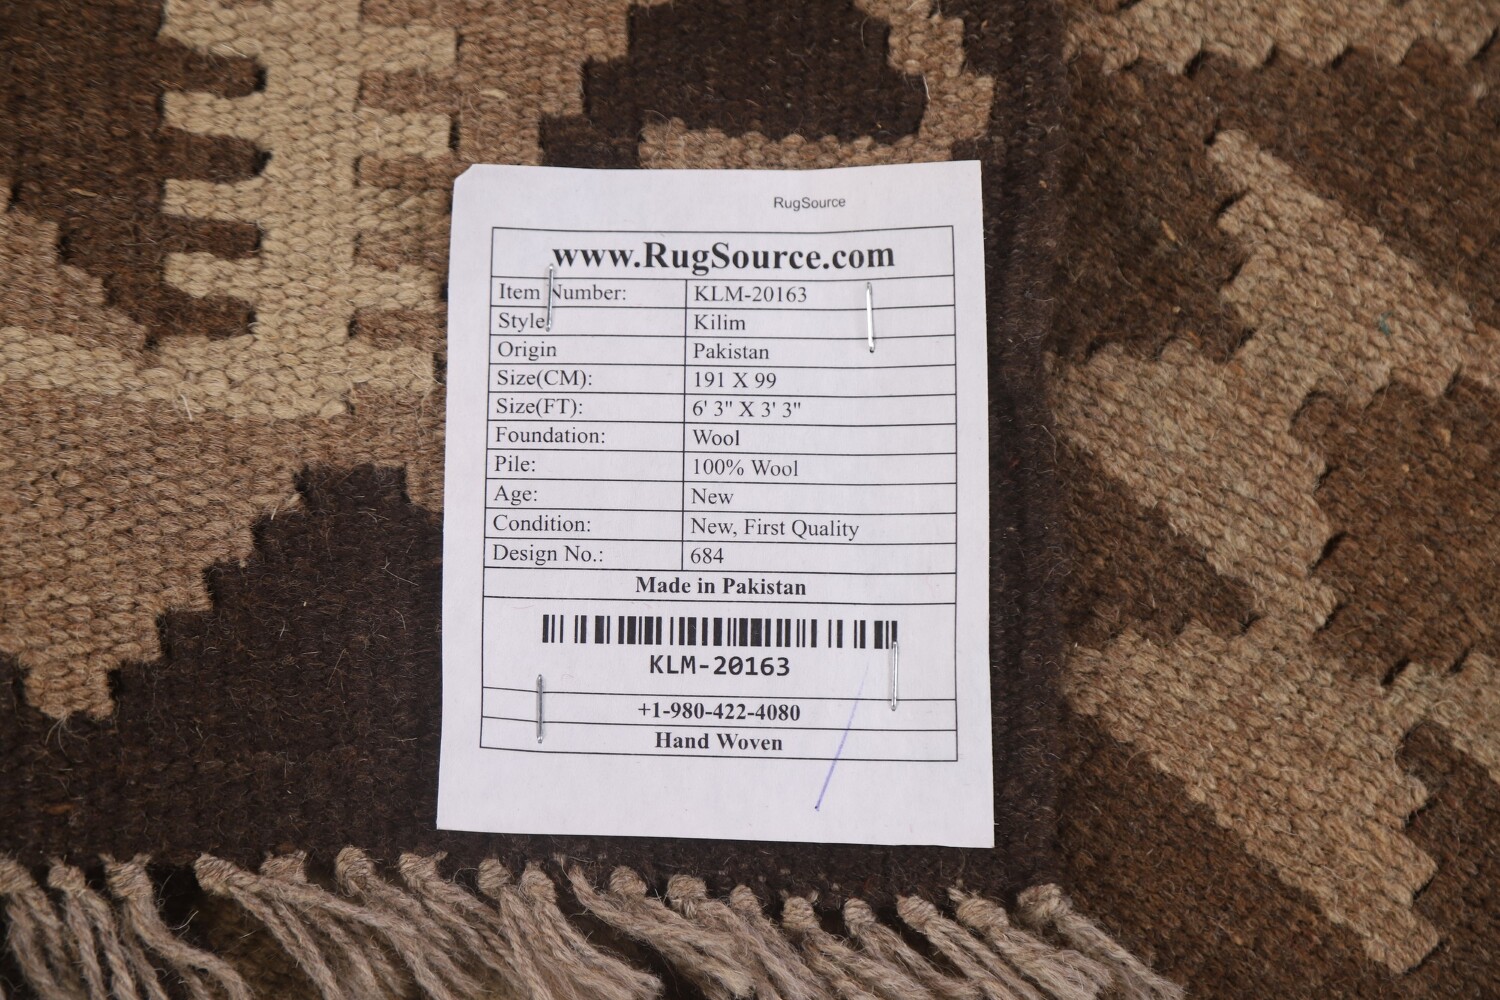 RugSource
www.RugSource.com
Item Number: KLM-20163
Style: Kilim
Origin Pakistan
Size(CM): 191 X 99
Size(FT): 6' 3" X 3' 3"
Foundation: Wool
Pile: 100% Wool
Age: New
Condition: New, First Quality
Design No.: 684
Made in Pakistan
KLM-20163
+1-980-422-4080
Hand Woven